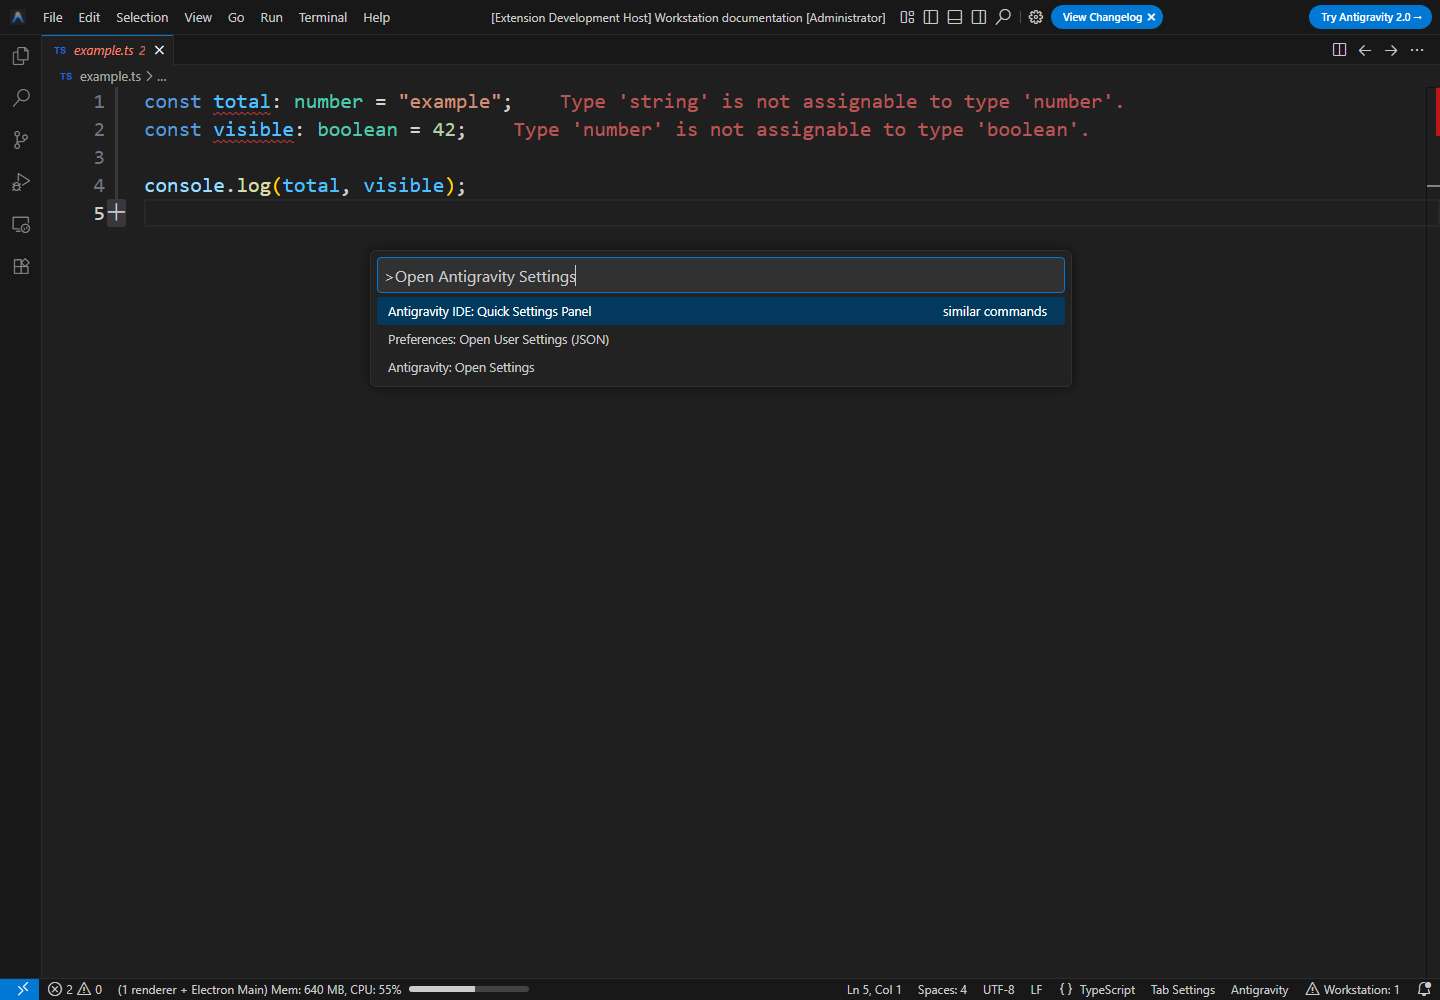 File Edit Selection View Go Run Terminal Help [Extension Development Host] Workstation documentation [Administrator] View Changelog × Try Antigravity 2.0 →
TS example.ts 2
TS example.ts > ...
1 const total: number = "example"; Type 'string' is not assignable to type 'number'.
2 const visible: boolean = 42; Type 'number' is not assignable to type 'boolean'.
3
4 console.log(total, visible);
5
>Open Antigravity Settings
Antigravity IDE: Quick Settings Panel similar commands
Preferences: Open User Settings (JSON)
Antigravity: Open Settings
2 0 (1 renderer + Electron Main) Mem: 640 MB, CPU: 55% Ln 5, Col 1 Spaces: 4 UTF-8 LF {} TypeScript Tab Settings Antigravity Workstation: 1